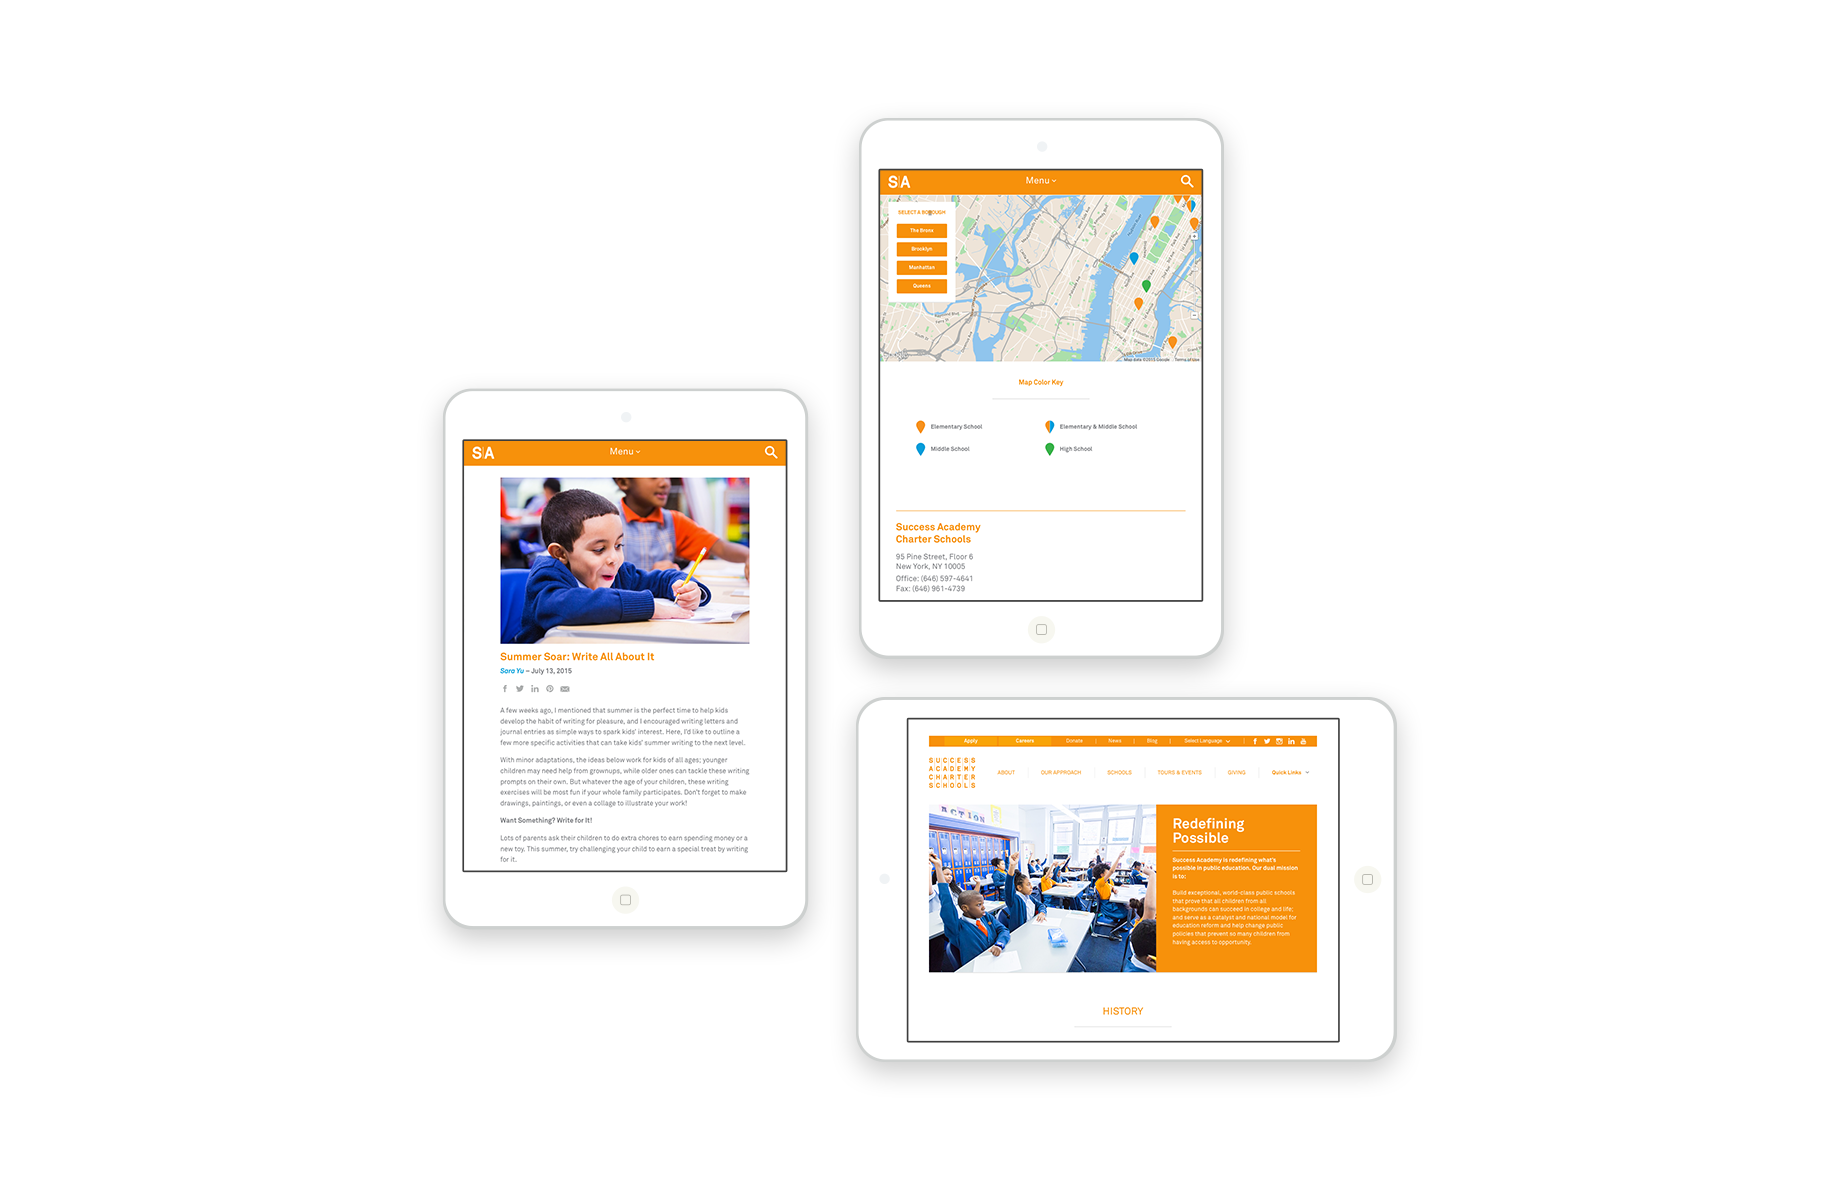 S|A
Menu
Summer Soar: Write All About It
Sara Yu – July 13, 2015
A few weeks ago, I mentioned that summer is the perfect time to help kids
develop the habit of writing for pleasure, and I encouraged writing letters and
journal entries as simple ways to spark kids' interest. Here, I'd like to outline a
few more specific activities that can take kids' summer writing to the next level.
With minor adaptations, the ideas below work for kids of all ages; younger
children may need help from grownups, while older ones can tackle these writing
prompts on their own. But whatever the age of your children, these writing
exercises will be most fun if your whole family participates. Don't forget to make
drawings, paintings, or even a collage to illustrate your work!
Want Something? Write for It!
Lots of parents ask their children to do extra chores to earn spending money or a
new toy. This summer, try challenging your child to earn a special treat by writing
for it.
S|A
Menu
SELECT A BOROUGH
The Bronx
Brooklyn
Manhattan
Queens
Map data ©2015 Google Terms of Use
Map Color Key
Elementary School
Elementary & Middle School
Middle School
High School
Success Academy
Charter Schools
95 Pine Street, Floor 6
New York, NY 10005
Office: (646) 597-4641
Fax: (646) 961-4739
Apply Careers Donate News Blog Select Language
SUCCESS
ACADEMY
CHARTER
SCHOOLS
ABOUT OUR APPROACH SCHOOLS TOURS & EVENTS GIVING Quick Links
ACTION
Redefining
Possible
Success Academy is redefining what's
possible in public education. Our dual mission
is to:
Build exceptional, world-class public schools
that prove that all children from all
backgrounds can succeed in college and life;
and serve as a catalyst and national model for
education reform and help change public
policies that prevent so many children from
having access to opportunity.
HISTORY